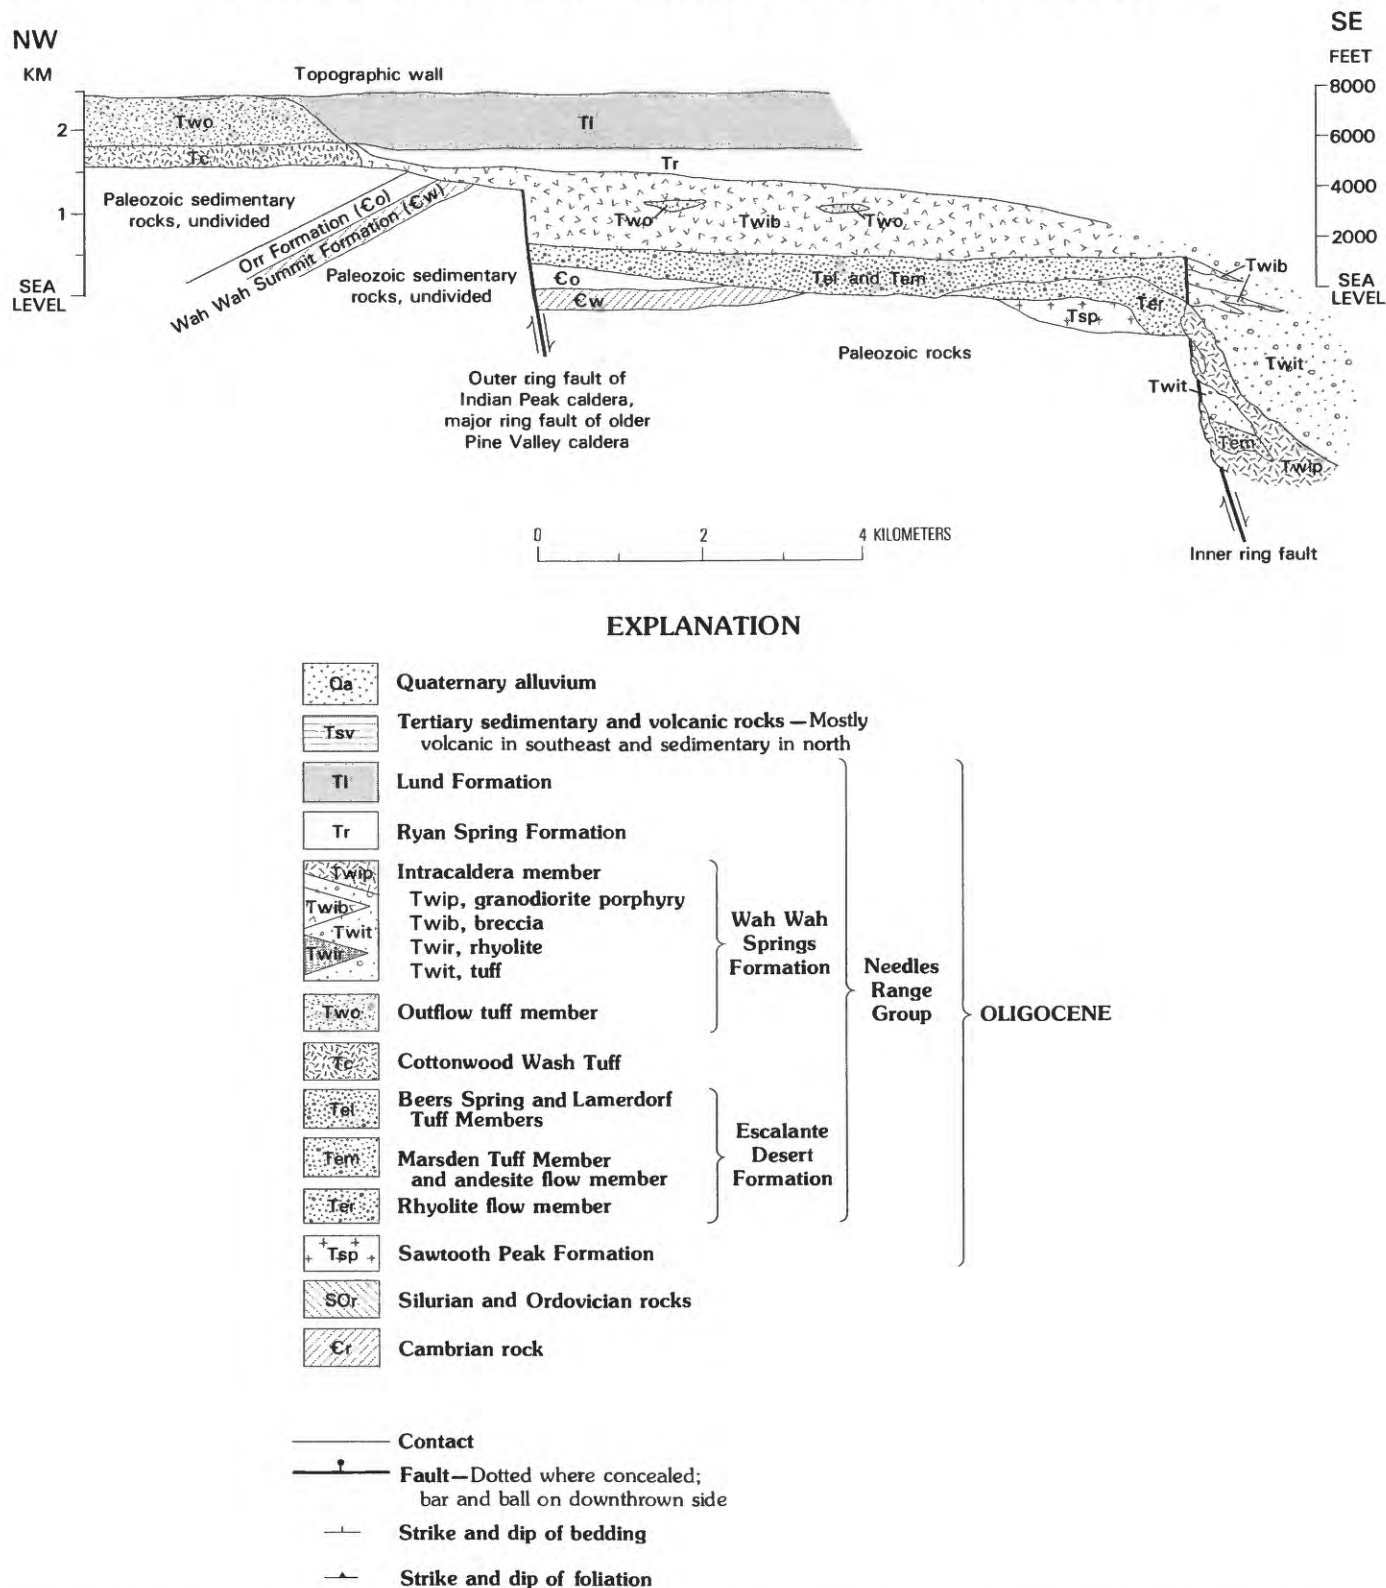 NW
SE
KM
FEET
Topographic wall
8000
Two
Tl
2
6000
Tc
Tr
Paleozoic sedimentary
rocks, undivided
4000
Orr Formation (Єo)
Wah Wah Summit Formation (Єw)
1
Two
Twib
Two
2000
Twib
Paleozoic sedimentary
rocks, undivided
Єo
Tel and Tem
SEA
LEVEL
SEA
LEVEL
Єw
Ter
Tsp
Paleozoic rocks
Twit
Twit
Outer ring fault of
Indian Peak caldera,
major ring fault of older
Pine Valley caldera
Tem
Twip
0 2 4 KILOMETERS
Inner ring fault
EXPLANATION
Qa Quaternary alluvium
Tsv Tertiary sedimentary and volcanic rocks—Mostly
volcanic in southeast and sedimentary in north
Tl Lund Formation
Tr Ryan Spring Formation
Twip Intracaldera member
Twip, granodiorite porphyry
Twib Twib, breccia
Twit
Twir Twir, rhyolite
Twit, tuff
Wah Wah
Springs
Formation
Two Outflow tuff member
Needles
Range
Group
OLIGOCENE
Tc Cottonwood Wash Tuff
Tel Beers Spring and Lamerdorf
Tuff Members
Tem Marsden Tuff Member
and andesite flow member
Ter Rhyolite flow member
Escalante
Desert
Formation
Tsp Sawtooth Peak Formation
SOr Silurian and Ordovician rocks
Єr Cambrian rock
Contact
Fault—Dotted where concealed;
bar and ball on downthrown side
Strike and dip of bedding
Strike and dip of foliation